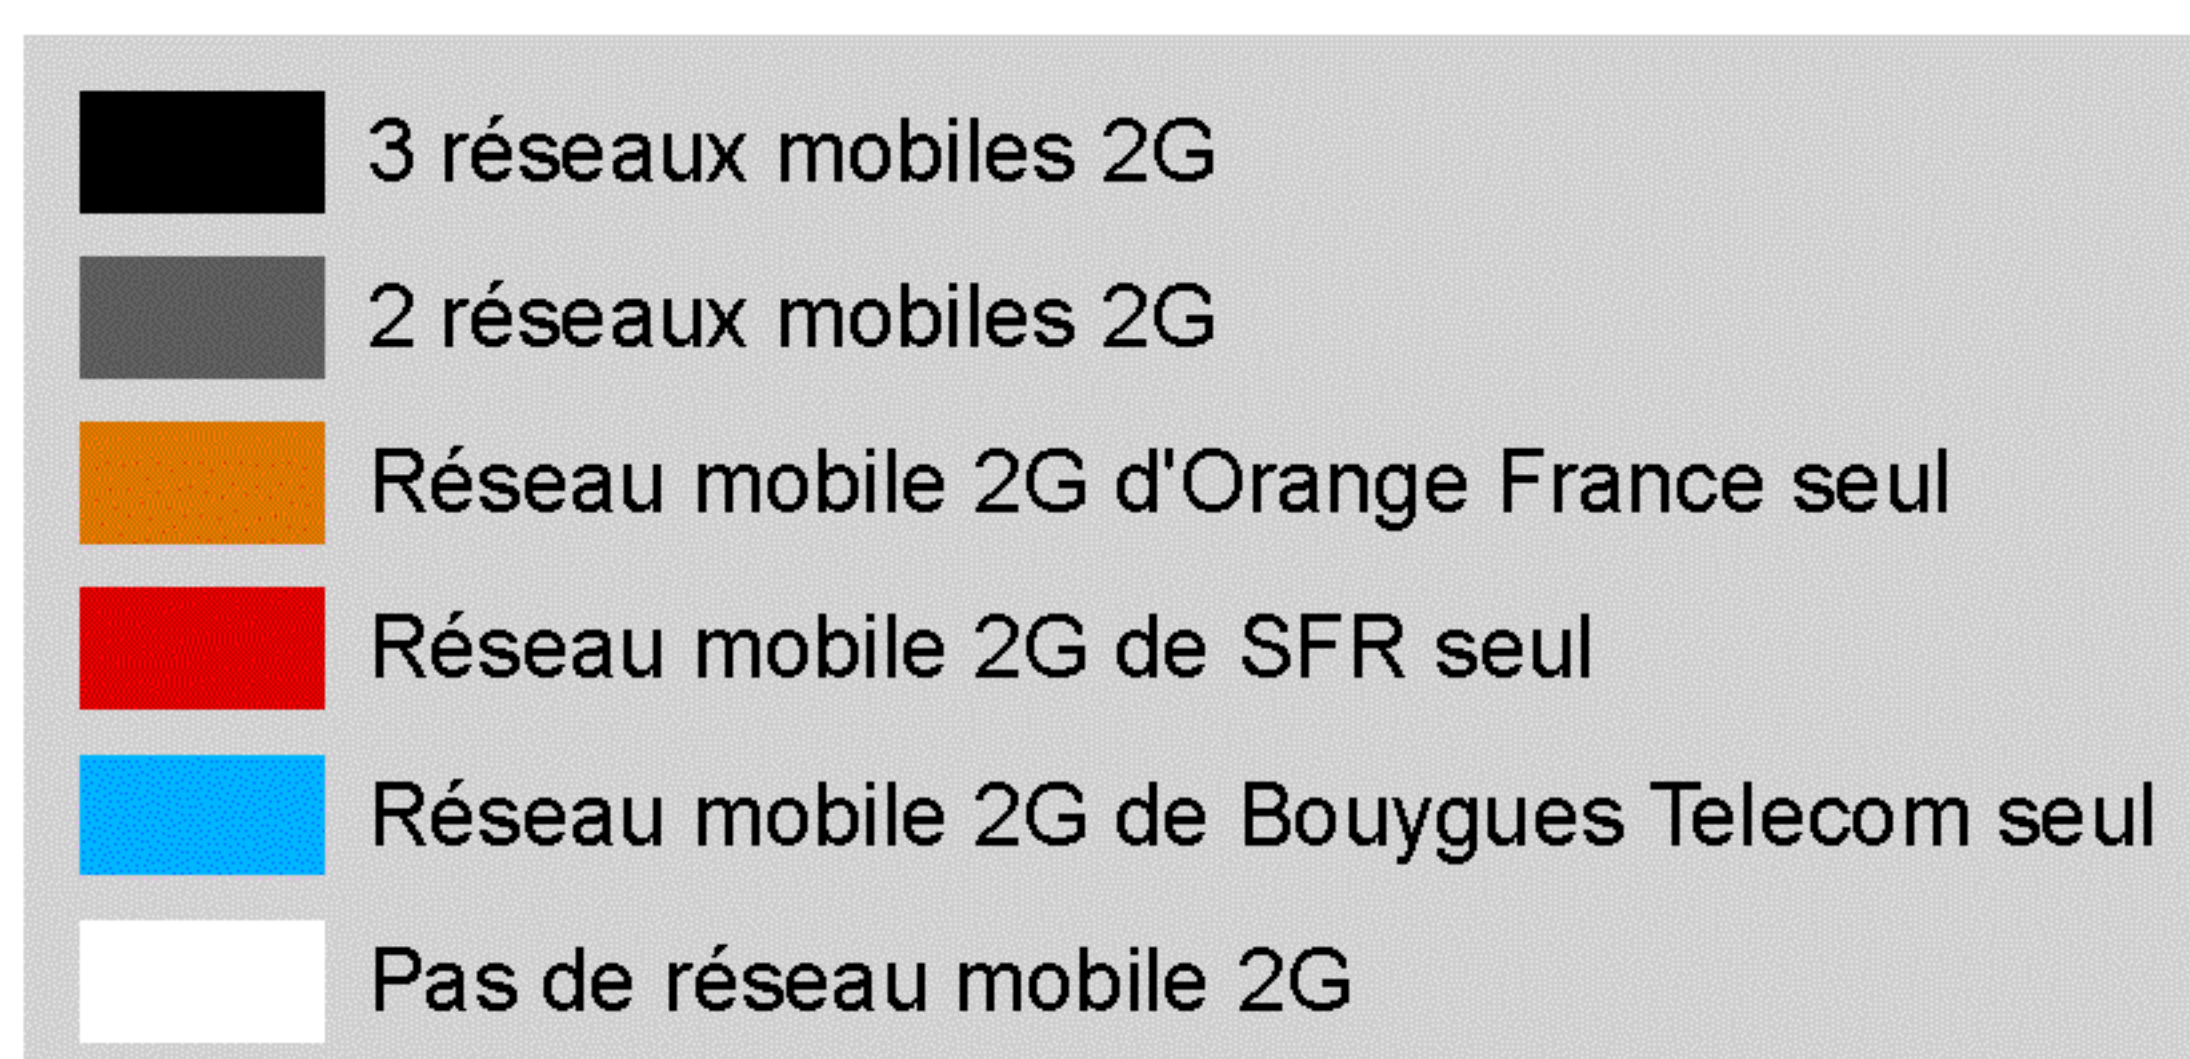 3 réseaux mobiles 2G
2 réseaux mobiles 2G
Réseau mobile 2G d'Orange France seul
Réseau mobile 2G de SFR seul
Réseau mobile 2G de Bouygues Telecom seul
Pas de réseau mobile 2G